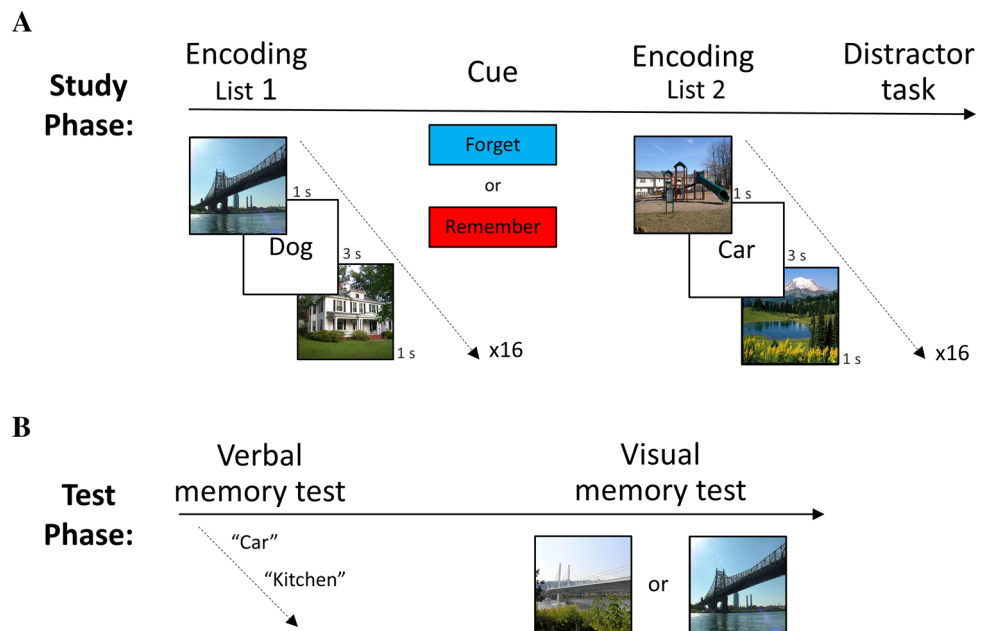 A
Study
Phase:
Encoding
List 1
Cue
Encoding
List 2
Distractor
task
Forget
or
Remember
1 s
Dog
3 s
1 s
x16
1 s
Car
3 s
1 s
x16
B
Test
Phase:
Verbal
memory test
Visual
memory test
“Car”
“Kitchen”
or